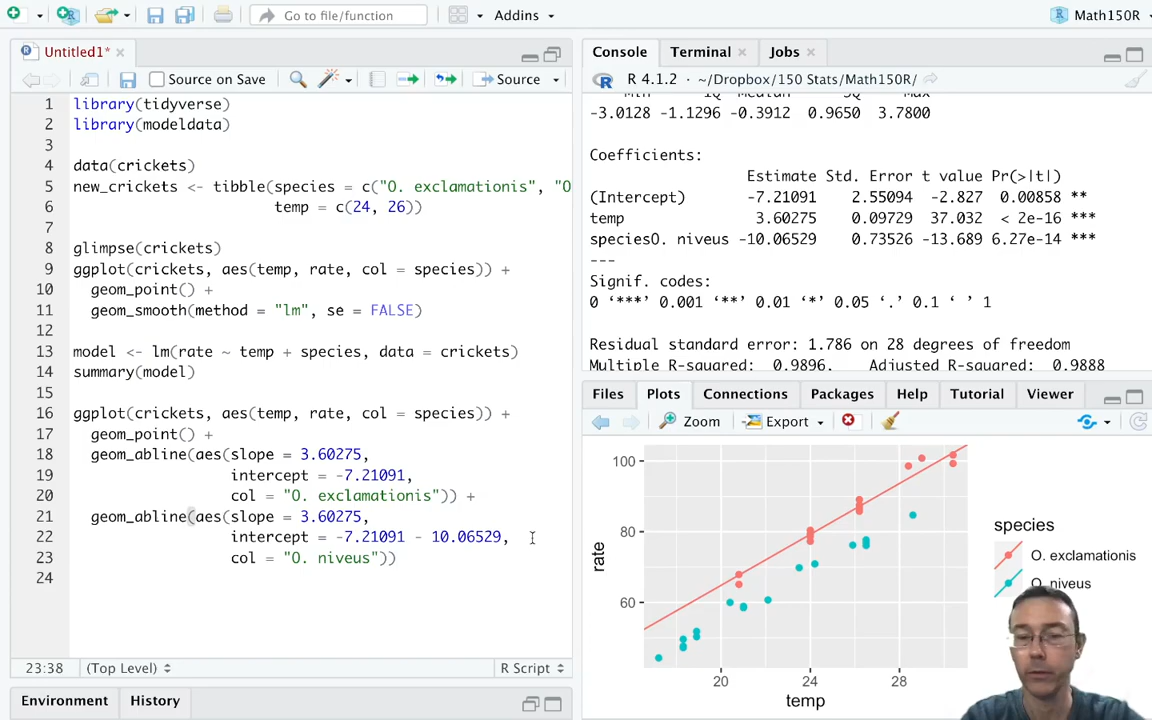 Go to file/function
Addins
Math150R
Untitled1*
Source on Save
Source
1 library(tidyverse)
2 library(modeldata)
3
4 data(crickets)
5 new_crickets <- tibble(species = c("O. exclamationis", "O
6 temp = c(24, 26))
7
8 glimpse(crickets)
9 ggplot(crickets, aes(temp, rate, col = species)) +
10 geom_point() +
11 geom_smooth(method = "lm", se = FALSE)
12
13 model <- lm(rate ~ temp + species, data = crickets)
14 summary(model)
15
16 ggplot(crickets, aes(temp, rate, col = species)) +
17 geom_point() +
18 geom_abline(aes(slope = 3.60275,
19 intercept = -7.21091,
20 col = "O. exclamationis")) +
21 geom_abline(aes(slope = 3.60275,
22 intercept = -7.21091 - 10.06529,
23 col = "O. niveus"))
24
23:38 (Top Level) R Script
Environment History
Console Terminal Jobs
R 4.1.2 · ~/Dropbox/150 Stats/Math150R/
Min 1Q Median 3Q Max
-3.0128 -1.1296 -0.3912 0.9650 3.7800
Coefficients:
Estimate Std. Error t value Pr(>|t|)
(Intercept) -7.21091 2.55094 -2.827 0.00858 **
temp 3.60275 0.09729 37.032 < 2e-16 ***
speciesO. niveus -10.06529 0.73526 -13.689 6.27e-14 ***
---
Signif. codes:
0 ‘***’ 0.001 ‘**’ 0.01 ‘*’ 0.05 ‘.’ 0.1 ‘ ’ 1
Residual standard error: 1.786 on 28 degrees of freedom
Multiple R-squared: 0.9896, Adjusted R-squared: 0.9888
Files Plots Connections Packages Help Tutorial Viewer
Zoom Export
100
80
60
rate
20 24 28
temp
species
O. exclamationis
O. niveus